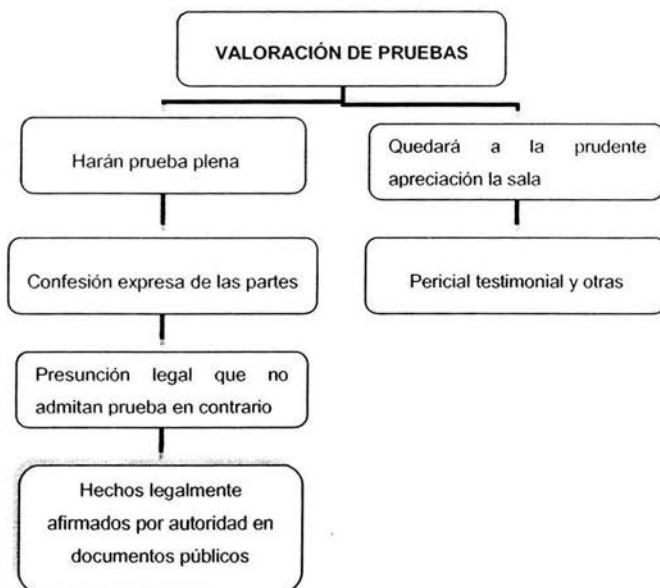 VALORACIÓN DE PRUEBAS
Harán prueba plena
Quedará a la prudente
apreciación la sala
Confesión expresa de las partes
Pericial testimonial y otras
Presunción legal que no
admitan prueba en contrario
Hechos legalmente
afirmados por autoridad en
documentos públicos